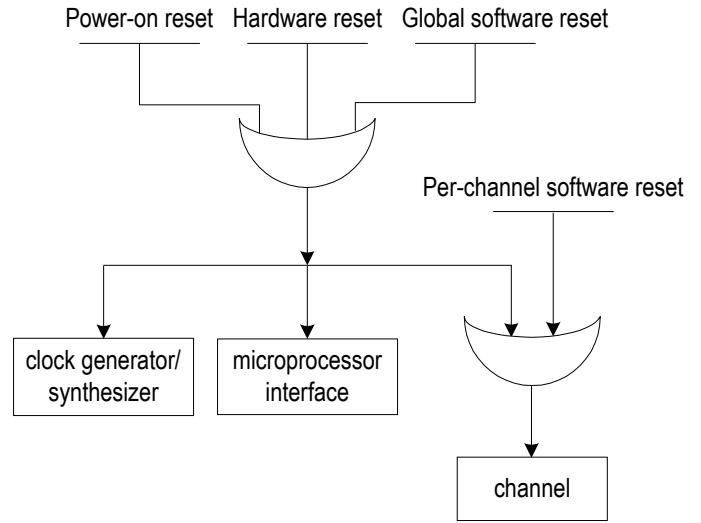 Power-on reset Hardware reset Global software reset
Per-channel software reset
clock generator/
synthesizer
microprocessor
interface
channel